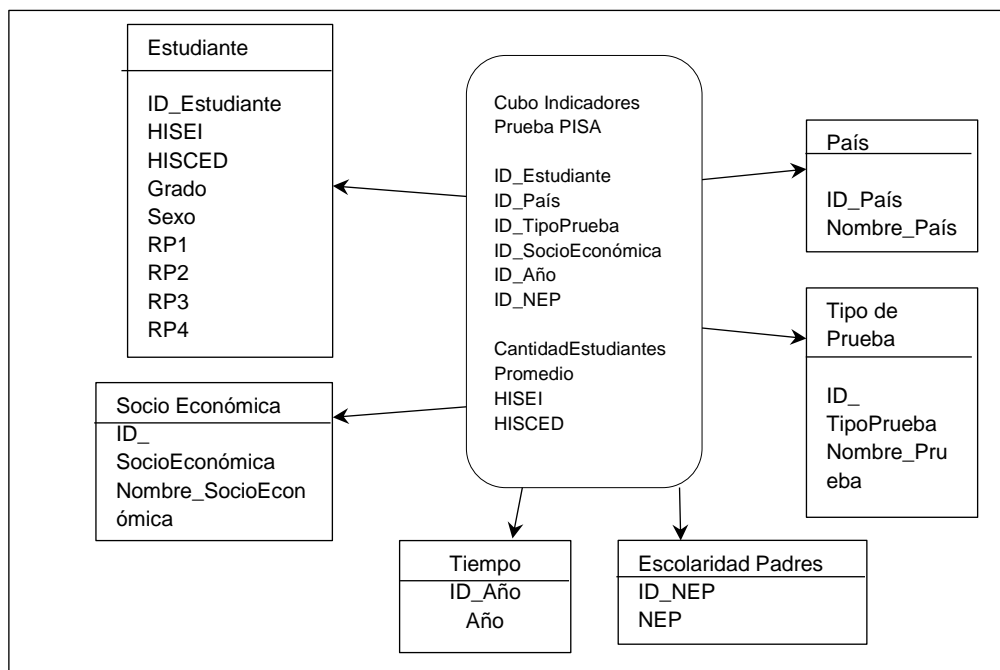 Estudiante
ID_Estudiante
HISEI
HISCED
Grado
Sexo
RP1
RP2
RP3
RP4
Cubo Indicadores
Prueba PISA
ID_Estudiante
ID_País
ID_TipoPrueba
ID_SocioEconómica
ID_Año
ID_NEP
CantidadEstudiantes
Promedio
HISEI
HISCED
País
ID_País
Nombre_País
Tipo de
Prueba
ID_
TipoPrueba
Nombre_Pru
eba
Socio Económica
ID_
SocioEconómica
Nombre_SocioEcon
ómica
Tiempo
ID_Año
Año
Escolaridad Padres
ID_NEP
NEP